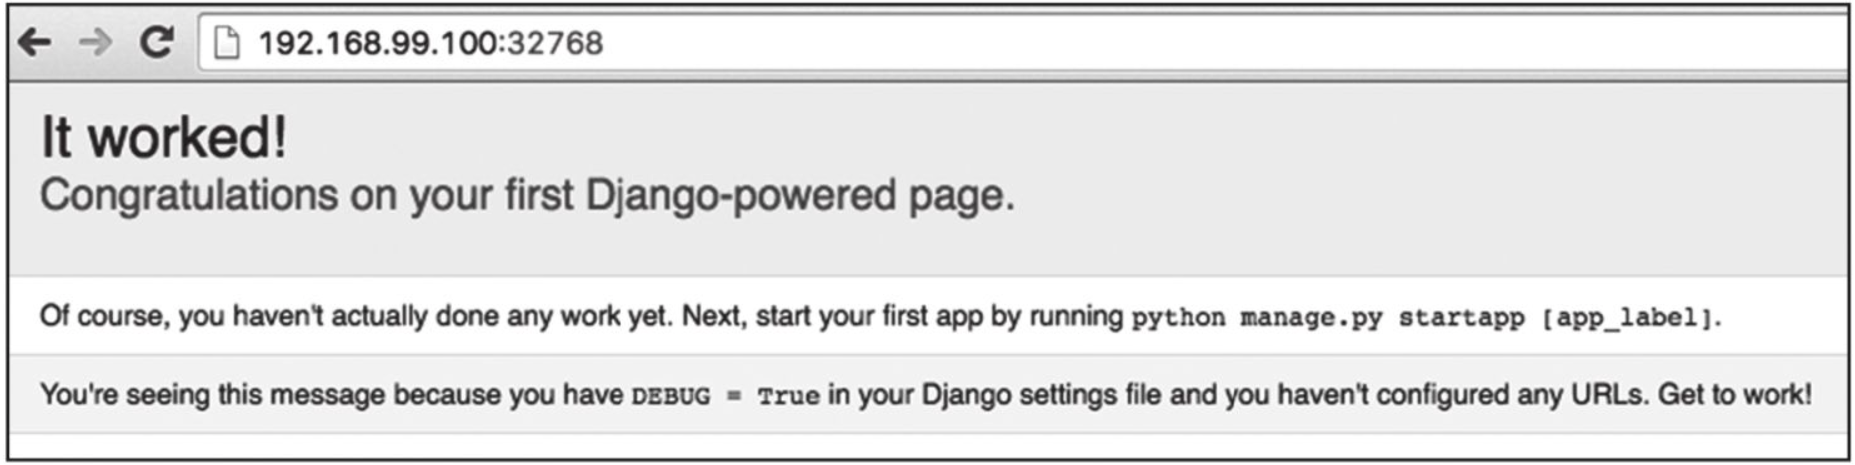 192.168.99.100:32768
It worked!
Congratulations on your first Django-powered page.
Of course, you haven't actually done any work yet. Next, start your first app by running python manage.py startapp [app_label].
You're seeing this message because you have DEBUG = True in your Django settings file and you haven't configured any URLs. Get to work!